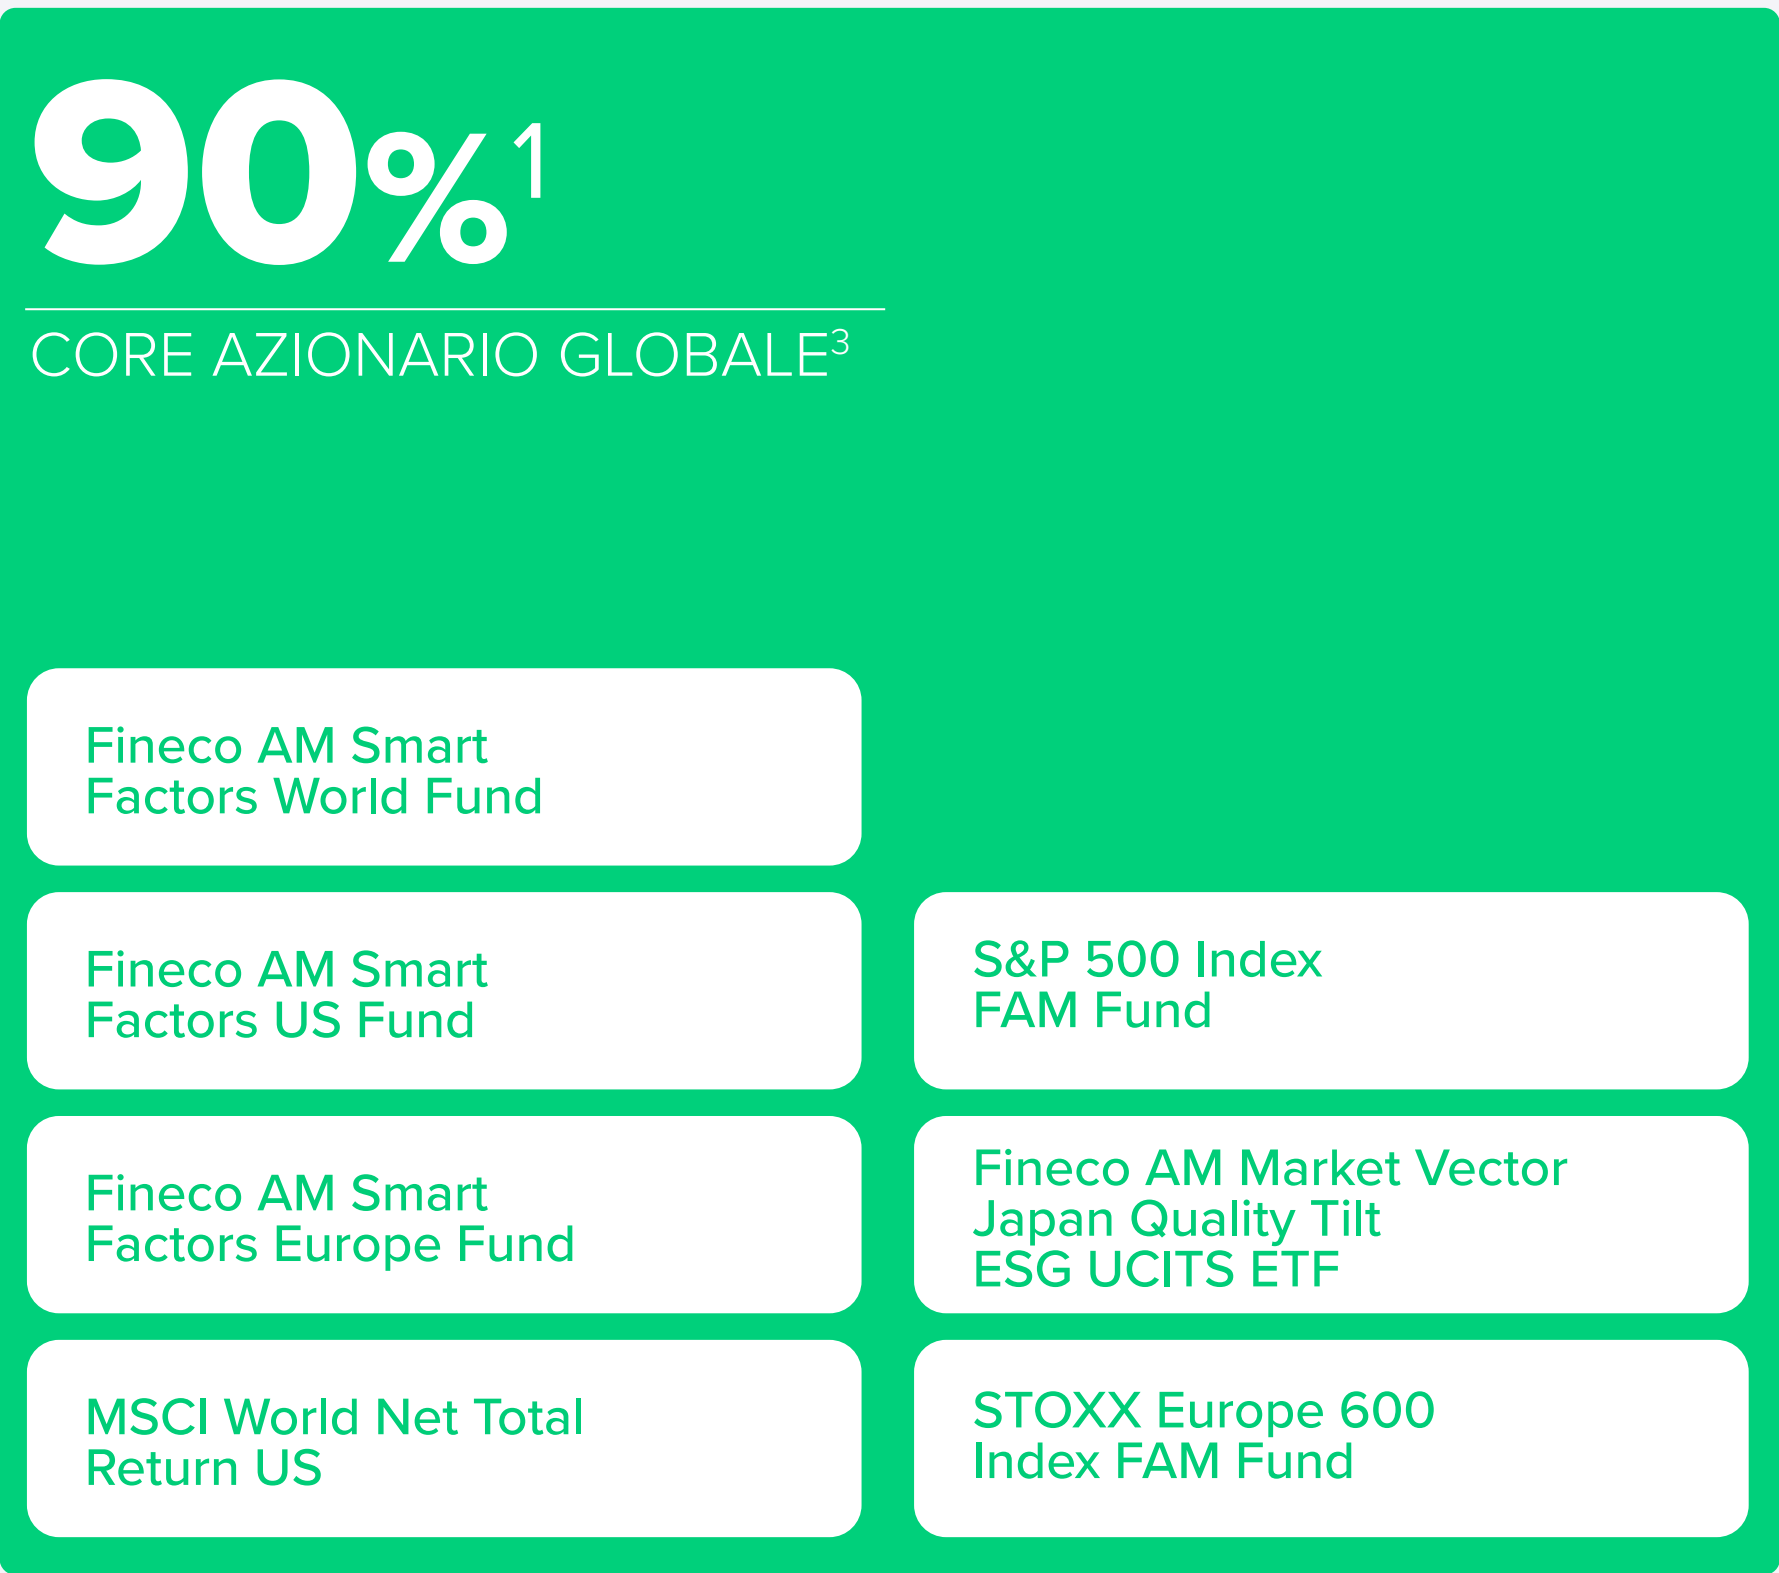 90%1
CORE AZIONARIO GLOBALE3
Fineco AM Smart
Factors World Fund
Fineco AM Smart
Factors US Fund
Fineco AM Smart
Factors Europe Fund
MSCI World Net Total
Return US
S&P 500 Index
FAM Fund
Fineco AM Market Vector
Japan Quality Tilt
ESG UCITS ETF
STOXX Europe 600
Index FAM Fund